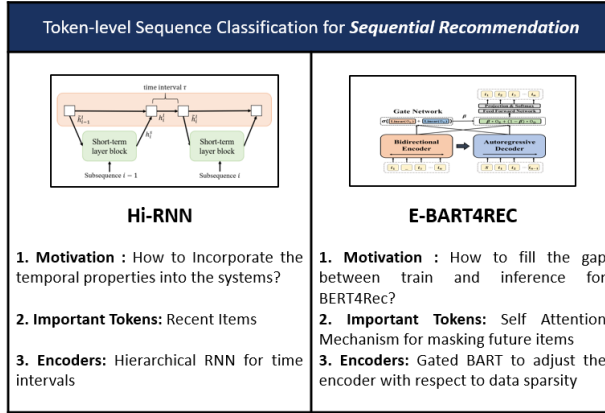 Token-level Sequence Classification for Sequential Recommendation
time interval τ
Short-term
layer block
Short-term
layer block
Subsequence i − 1
Subsequence i
Gate Network
Bidirectional
Encoder
Autoregressive
Decoder
Hi-RNN
1. Motivation : How to Incorporate the
temporal properties into the systems?
2. Important Tokens: Recent Items
3. Encoders: Hierarchical RNN for time
intervals
E-BART4REC
1. Motivation : How to fill the gap
between train and inference for
BERT4Rec?
2. Important Tokens: Self Attention
Mechanism for masking future items
3. Encoders: Gated BART to adjust the
encoder with respect to data sparsity